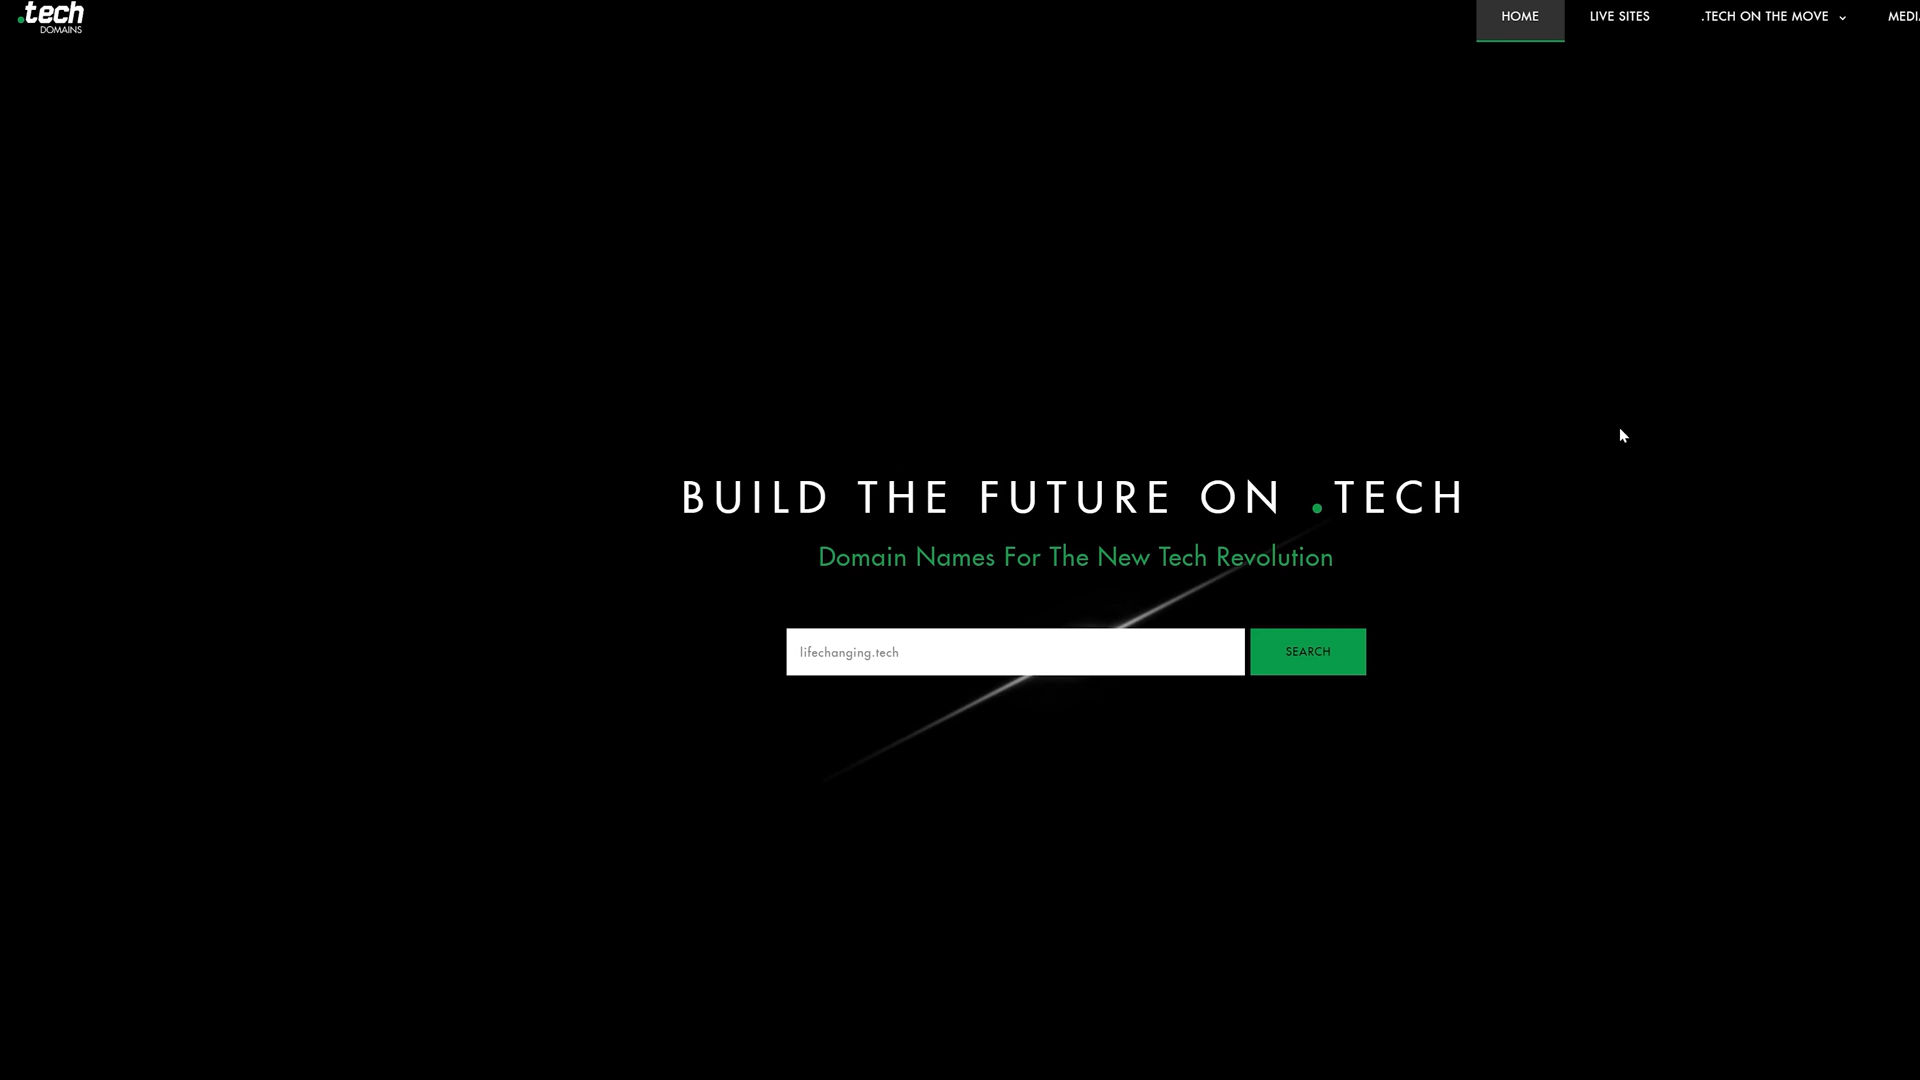 .tech
DOMAINS
HOME
LIVE SITES
.TECH ON THE MOVE
BUILD THE FUTURE ON .TECH
Domain Names For The New Tech Revolution
lifechanging.tech
SEARCH